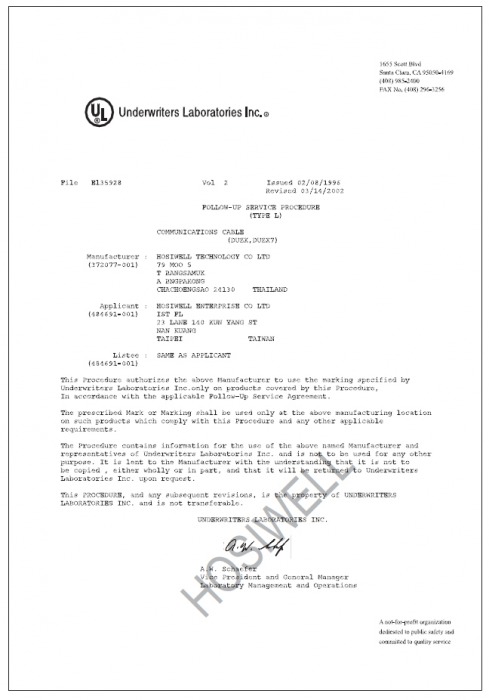 1655 Scott Blvd
Santa Clara, CA 95050-4169
(408) 985-2400
FAX No. (408) 296-3256
UL Underwriters Laboratories Inc.®
File E135928 Vol 2 Issued 02/08/1996
Revised 03/14/2002
FOLLOW-UP SERVICE PROCEDURE
(TYPE L)
COMMUNICATIONS CABLE
(DUZX,DUZX7)
Manufacturer : HOSIWELL TECHNOLOGY CO LTD
(372077-001) 79 MOO 5
T BANGSAMUK
A BNGPAKONG
CHACHOENGSAO 24130 THAILAND
Applicant : HOSIWELL ENTERPRISE CO LTD
(484691-001) 1ST FL
23 LANE 140 KUN YANG ST
NAN KUANG
TAIPEI TAIWAN
Listee : SAME AS APPLICANT
(484691-001)
This Procedure authorizes the above Manufacturer to use the marking specified by
Underwriters Laboratories Inc.only on products covered by this Procedure,
In accordance with the applicable Follow-Up Service Agreement.
The prescribed Mark or Marking shall be used only at the above manufacturing location
on such products which comply with this Procedure and any other applicable
requirements.
The Procedure contains information for the use of the above named Manufacturer and
representatives of Underwriters Laboratories Inc. and is not to be used for any other
purpose. It is lent to the Manufacturer with the understanding that it is not to
be copied , either wholly or in part, and that it will be returned to Underwriters
Laboratories Inc. upon request.
This PROCEDURE, and any subsequent revisions, is the property of UNDERWRITERS
LABORATORIES INC. and is not transferable.
UNDERWRITERS LABORATORIES INC.
A.W. Schaefer
Vice President and General Manager
Laboratory Management and Operations
HOSIWELL
A not-for-profit organization
dedicated to public safety and
committed to quality service